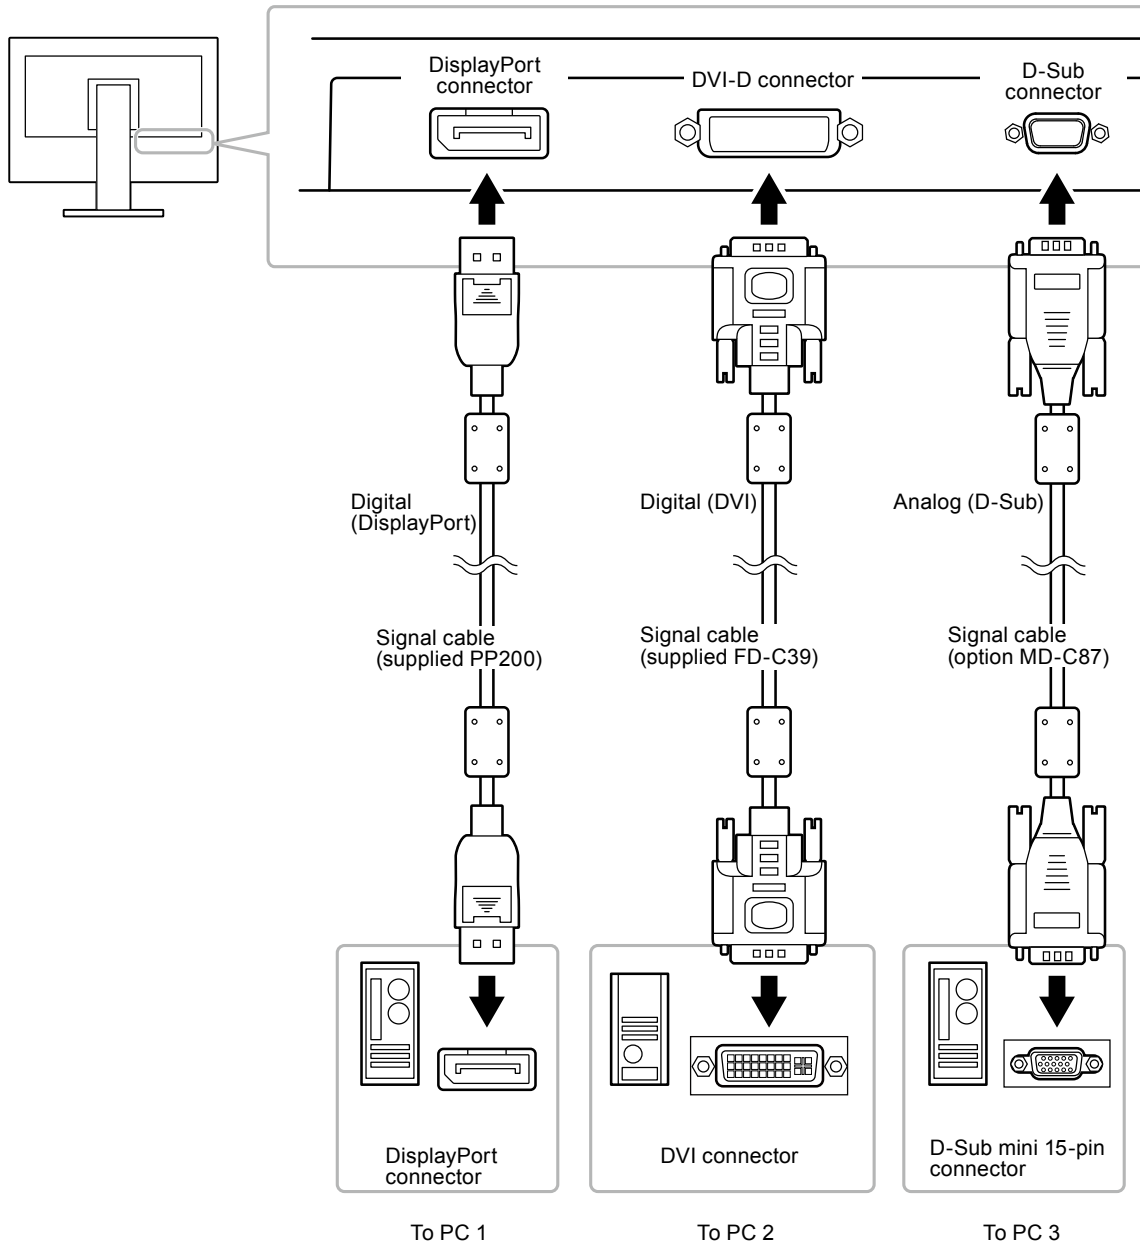 DisplayPort
connector
DVI-D connector
D-Sub
connector
Digital
(DisplayPort)
Digital (DVI)
Analog (D-Sub)
Signal cable
(supplied PP200)
Signal cable
(supplied FD-C39)
Signal cable
(option MD-C87)
DisplayPort
connector
DVI connector
D-Sub mini 15-pin
connector
To PC 1
To PC 2
To PC 3